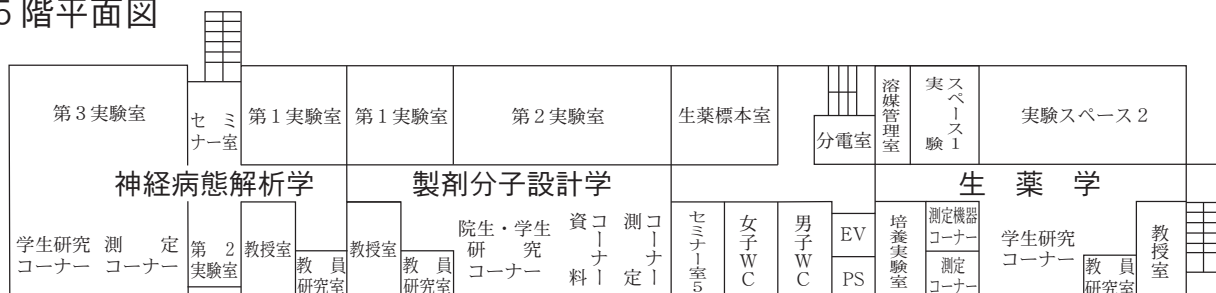 5階平面図
第3実験室
セミ
ナー室
第1実験室
第1実験室
第2実験室
生薬標本室
分電室
溶媒管理室
実験
スペース1
実験スペース2
神経病態解析学
製剤分子設計学
生薬学
学生研究
コーナー
測定
コーナー
第2
実験室
教授室
教員
研究室
教授室
教員
研究室
院生・学生
研究
コーナー
資料
コーナー
測定
コーナー
セミナー室5
女子WC
男子WC
EV
PS
培養実験室
測定機器
コーナー
測定
コーナー
学生研究
コーナー
教員
研究室
教授室